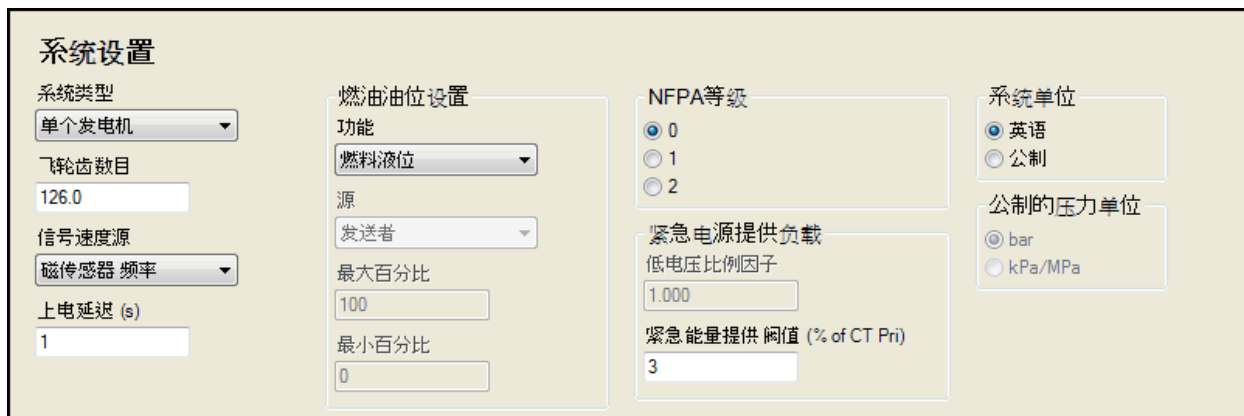 系统设置
系统类型
单个发电机
飞轮齿数目
126.0
信号速度源
磁传感器 频率
上电延迟 (s)
1
燃油油位设置
功能
燃料液位
源
发送者
最大百分比
100
最小百分比
0
NFPA等级
0
1
2
紧急电源提供负载
低电压比例因子
1.000
紧急能量提供 阀值 (% of CT Pri)
3
系统单位
英语
公制
公制的压力单位
bar
kPa/MPa